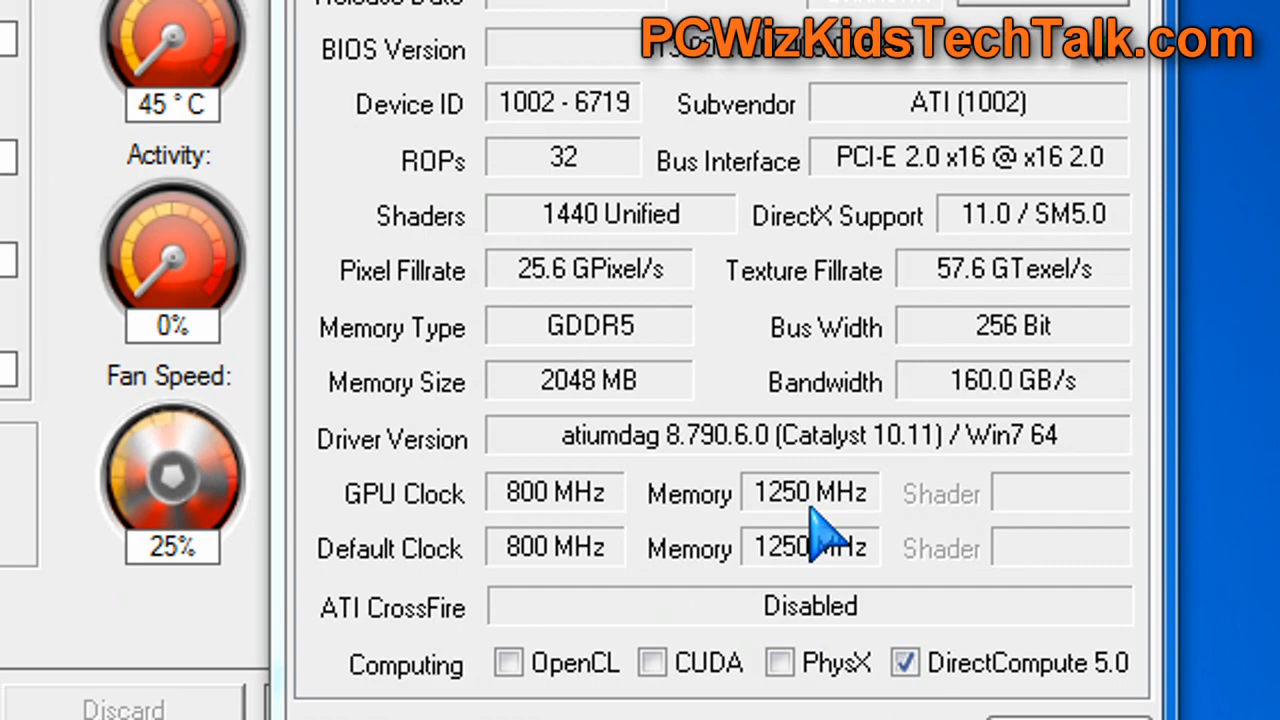 PCWizKidsTechTalk.com
BIOS Version
45 ° C
Device ID 1002 - 6719 Subvendor ATI (1002)
Activity:
ROPs 32 Bus Interface PCI-E 2.0 x16 @ x16 2.0
Shaders 1440 Unified DirectX Support 11.0 / SM5.0
Pixel Fillrate 25.6 GPixel/s Texture Fillrate 57.6 GTexel/s
0%
Memory Type GDDR5 Bus Width 256 Bit
Fan Speed:
Memory Size 2048 MB Bandwidth 160.0 GB/s
Driver Version atiumdag 8.790.6.0 (Catalyst 10.11) / Win7 64
GPU Clock 800 MHz Memory 1250 MHz Shader
25%
Default Clock 800 MHz Memory 1250 MHz Shader
ATI CrossFire Disabled
Computing OpenCL CUDA PhysX DirectCompute 5.0
Discard